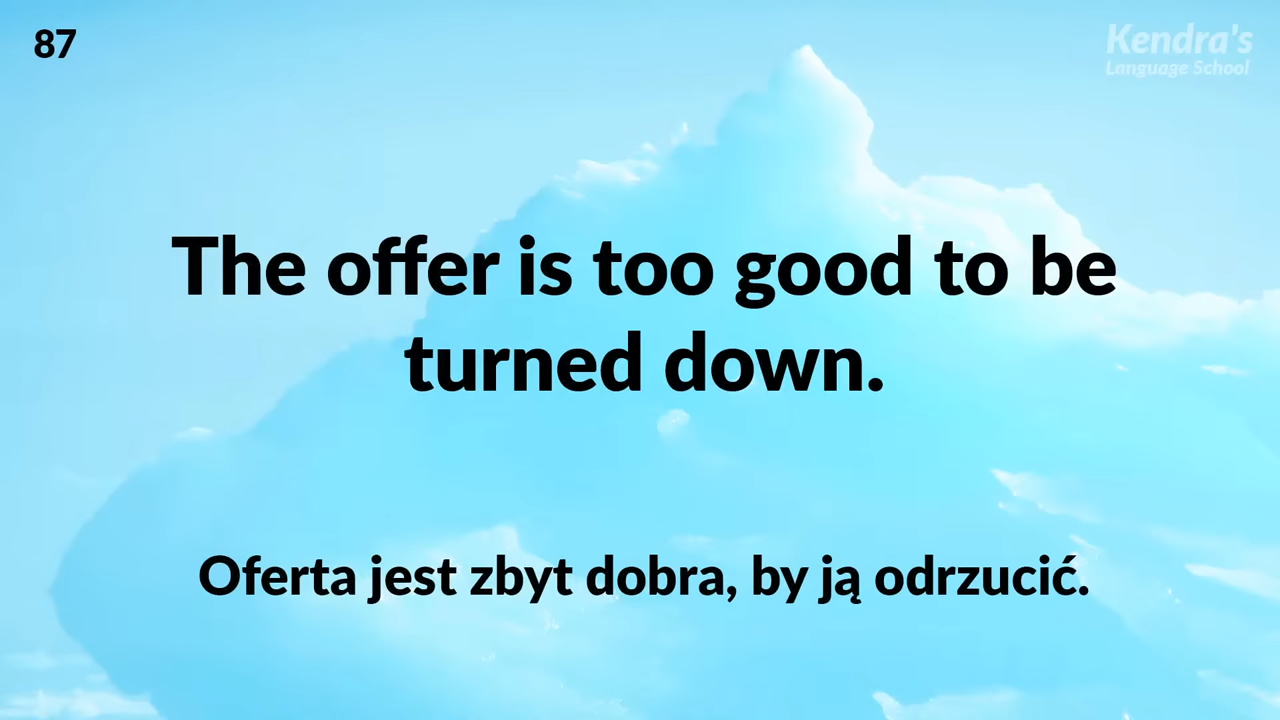 87
Kendra's
Language School
The offer is too good to be
turned down.
Oferta jest zbyt dobra, by ją odrzucić.